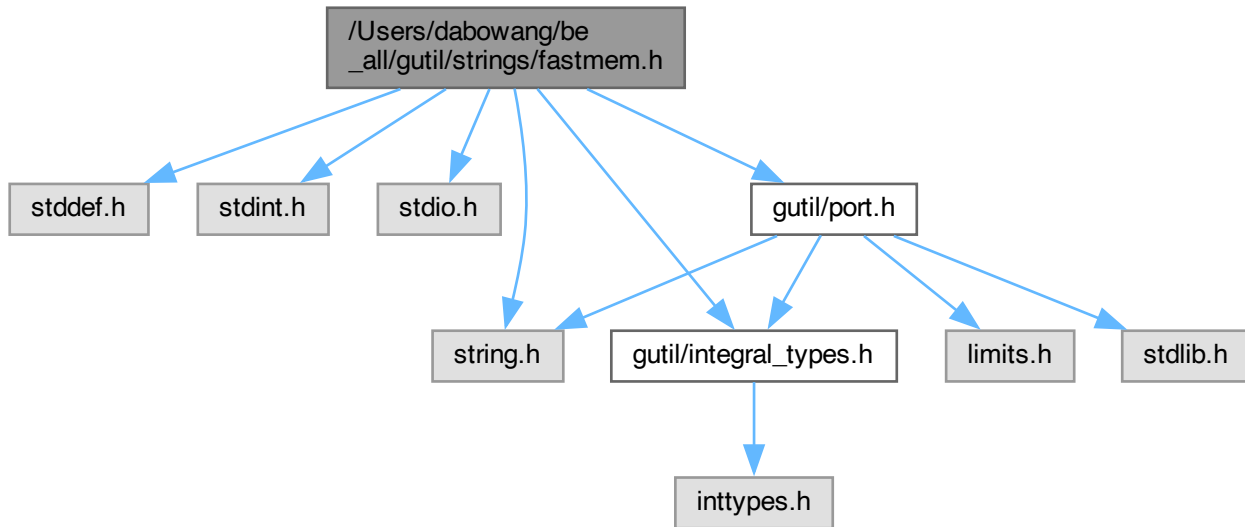 /Users/dabowang/be
_all/gutil/strings/fastmem.h
stddef.h
stdint.h
stdio.h
gutil/port.h
string.h
gutil/integral_types.h
limits.h
stdlib.h
inttypes.h